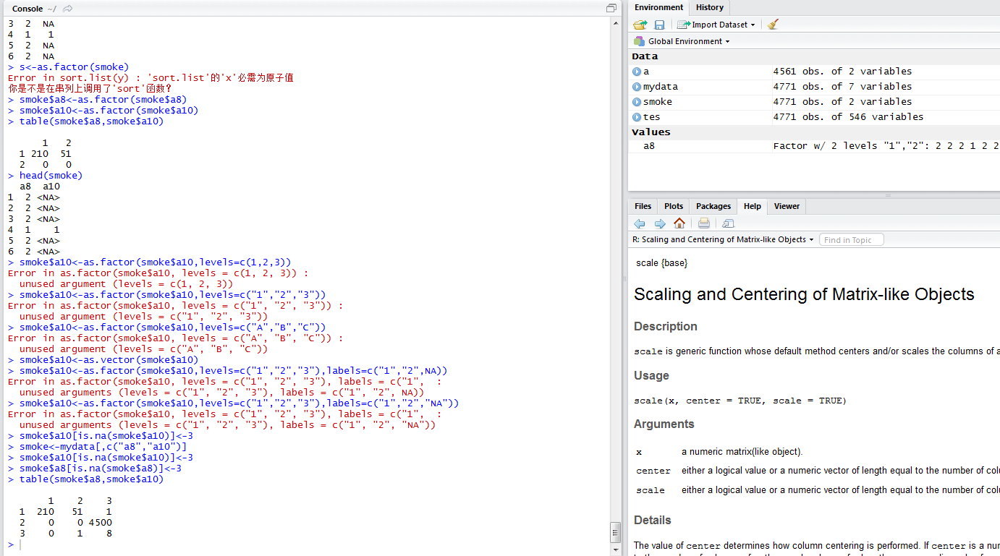 Console ~/
3 2 NA
4 1 1
5 2 NA
6 2 NA
> s<-as.factor(smoke)
Error in sort.list(y) : 'sort.list'的'x'必需为原子值
你是不是在串列上调用了'sort'函数？
> smoke$a8<-as.factor(smoke$a8)
> smoke$a10<-as.factor(smoke$a10)
> table(smoke$a8,smoke$a10)
1 2
1 210 51
2 0 0
> head(smoke)
a8 a10
1 2 <NA>
2 2 <NA>
3 2 <NA>
4 1 1
5 2 <NA>
6 2 <NA>
> smoke$a10<-as.factor(smoke$a10,levels=c(1,2,3))
Error in as.factor(smoke$a10, levels = c(1, 2, 3)) :
unused argument (levels = c(1, 2, 3))
> smoke$a10<-as.factor(smoke$a10,levels=c("1","2","3"))
Error in as.factor(smoke$a10, levels = c("1", "2", "3")) :
unused argument (levels = c("1", "2", "3"))
> smoke$a10<-as.factor(smoke$a10,levels=c("A","B","C"))
Error in as.factor(smoke$a10, levels = c("A", "B", "C")) :
unused argument (levels = c("A", "B", "C"))
> smoke$a10<-as.vector(smoke$a10)
> smoke$a10<-as.factor(smoke$a10,levels=c("1","2","3"),labels=c("1","2",NA))
Error in as.factor(smoke$a10, levels = c("1", "2", "3"), labels = c("1", :
unused arguments (levels = c("1", "2", "3"), labels = c("1", "2", NA))
> smoke$a10<-as.factor(smoke$a10,levels=c("1","2","3"),labels=c("1","2","NA"))
Error in as.factor(smoke$a10, levels = c("1", "2", "3"), labels = c("1", :
unused arguments (levels = c("1", "2", "3"), labels = c("1", "2", "NA"))
> smoke$a10[is.na(smoke$a10)]<-3
> smoke<-mydata[,c("a8","a10")]
> smoke$a10[is.na(smoke$a10)]<-3
> smoke$a8[is.na(smoke$a8)]<-3
> table(smoke$a8,smoke$a10)
1 2 3
1 210 51 1
2 0 0 4500
3 0 1 8
>
Environment History
Import Dataset
Global Environment
Data
a 4561 obs. of 2 variables
mydata 4771 obs. of 7 variables
smoke 4771 obs. of 2 variables
tes 4771 obs. of 546 variables
Values
a8 Factor w/ 2 levels "1","2": 2 2 2 1 2 2
Files Plots Packages Help Viewer
R: Scaling and Centering of Matrix-like Objects Find in Topic
scale {base}
Scaling and Centering of Matrix-like Objects
Description
scale is generic function whose default method centers and/or scales the columns of a
Usage
scale(x, center = TRUE, scale = TRUE)
Arguments
x a numeric matrix(like object).
center either a logical value or a numeric vector of length equal to the number of colu
scale either a logical value or a numeric vector of length equal to the number of colu
Details
The value of center determines how column centering is performed. If center is a num